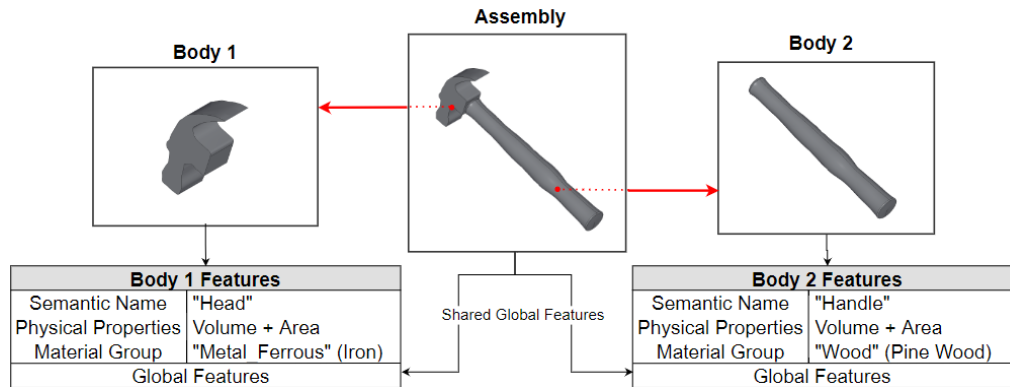 Assembly
Body 1
Body 2
Body 1 Features
Semantic Name "Head"
Physical Properties Volume + Area
Material Group "Metal_Ferrous" (Iron)
Global Features
Shared Global Features
Body 2 Features
Semantic Name "Handle"
Physical Properties Volume + Area
Material Group "Wood" (Pine Wood)
Global Features